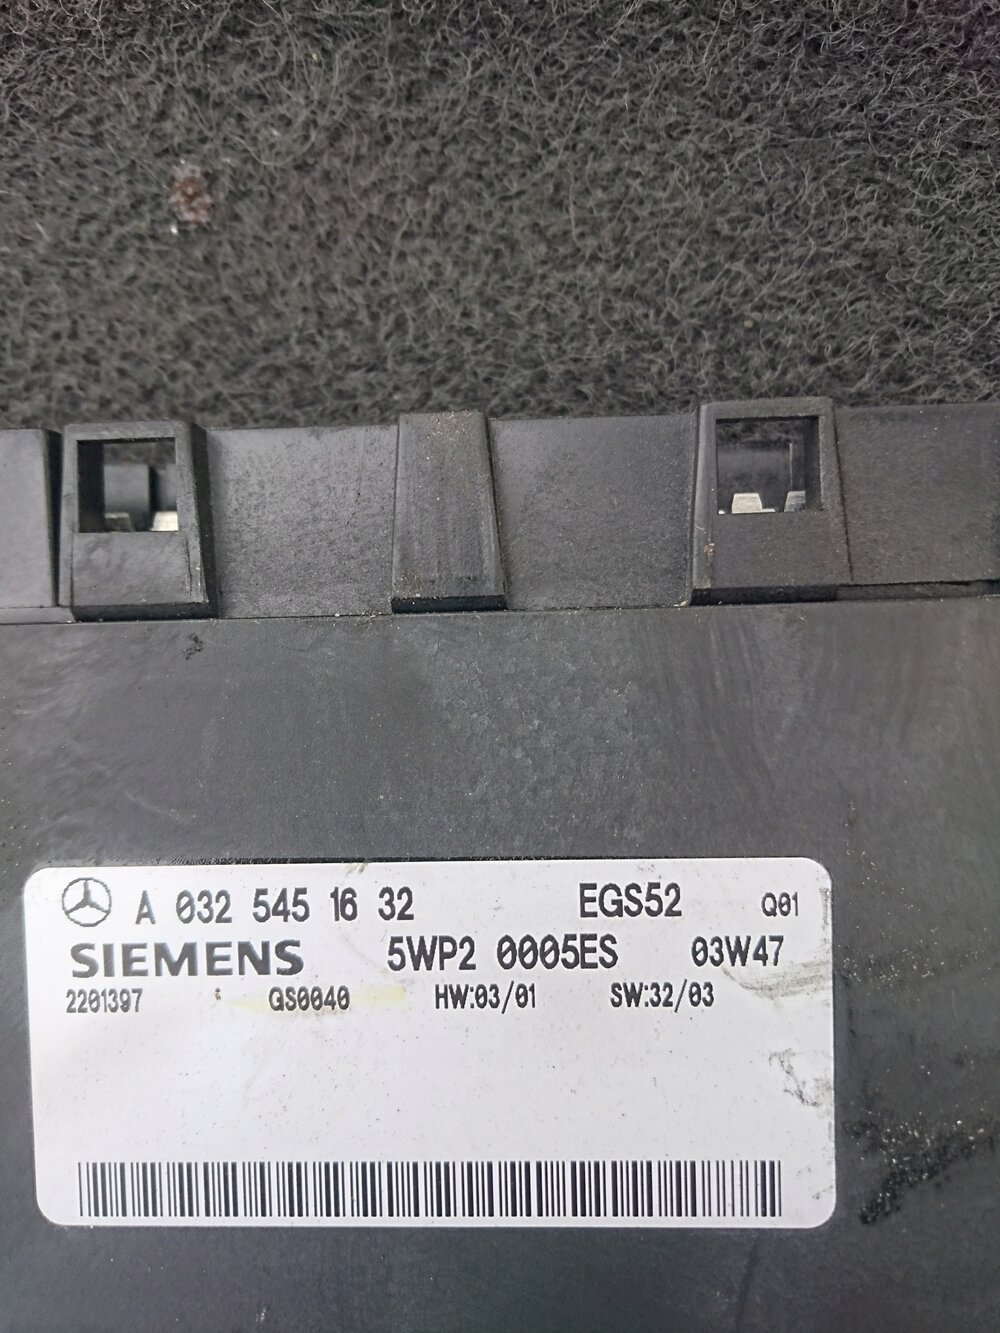 A 032 545 16 32 EGS52 Q01
SIEMENS 5WP2 0005ES 03W47
2201397 GS0040 HW:03/01 SW:32/03